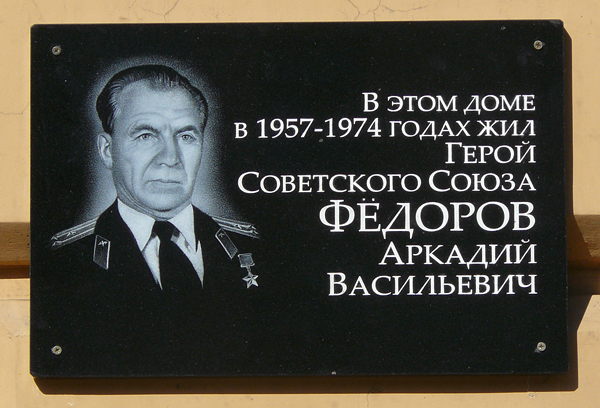 В этом доме
в 1957-1974 годах жил
Герой
Советского Союза
ФЁДОРОВ
Аркадий
Васильевич